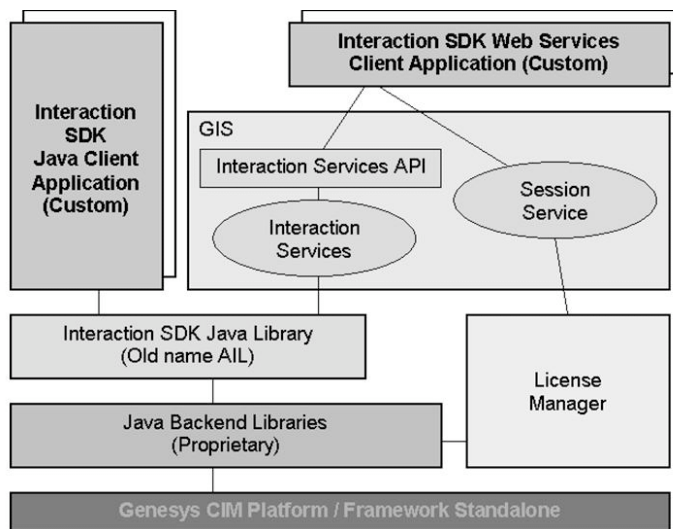 Interaction SDK Web Services
Client Application (Custom)
Interaction
SDK
Java Client
Application
(Custom)
GIS
Interaction Services API
Session
Service
Interaction
Services
Interaction SDK Java Library
(Old name AIL)
License
Manager
Java Backend Libraries
(Proprietary)
Genesys CIM Platform / Framework Standalone